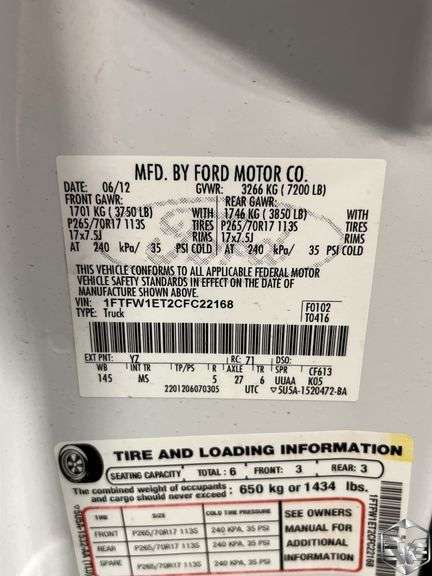 MFD. BY FORD MOTOR CO.
DATE: 06/12 GVWR: 3266 KG ( 7200 LB)
FRONT GAWR: REAR GAWR:
1701 KG ( 3750 LB) WITH 1746 KG ( 3850 LB) WITH
P265/70R17 113S TIRES P265/70R17 113S TIRES
17x7.5J RIMS 17x7.5J RIMS
AT 240 kPa/ 35 PSI COLD AT 240 kPa/ 35 PSI COLD
THIS VEHICLE CONFORMS TO ALL APPLICABLE FEDERAL MOTOR
VEHICLE SAFETY STANDARDS IN EFFECT ON THE DATE OF
MANUFACTURE SHOWN ABOVE.
VIN: 1FTFW1ET2CFC22168 F0102
TYPE: Truck T0416
EXT PNT: YZ RC: 71 DSO:
WB INT TR TP/PS R AXLE TR SPR CF613
145 MS 5 27 6 UUAA K05
2201206070305 UTC ▽5U5A-1520472-BA
TIRE AND LOADING INFORMATION
SEATING CAPACITY TOTAL: 6 FRONT: 3 REAR: 3
The combined weight of occupants
and cargo should never exceed: 650 kg or 1434 lbs.
TIRE SIZE COLD TIRE PRESSURE SEE OWNERS
FRONT P265/70R17 113S 240 KPA, 35 PSI MANUAL FOR
REAR P265/70R17 113S 240 KPA, 35 PSI ADDITIONAL
SPARE P265/70R17 113S 240 KPA, 35 PSI INFORMATION
1FTFW1ET2CFC22168